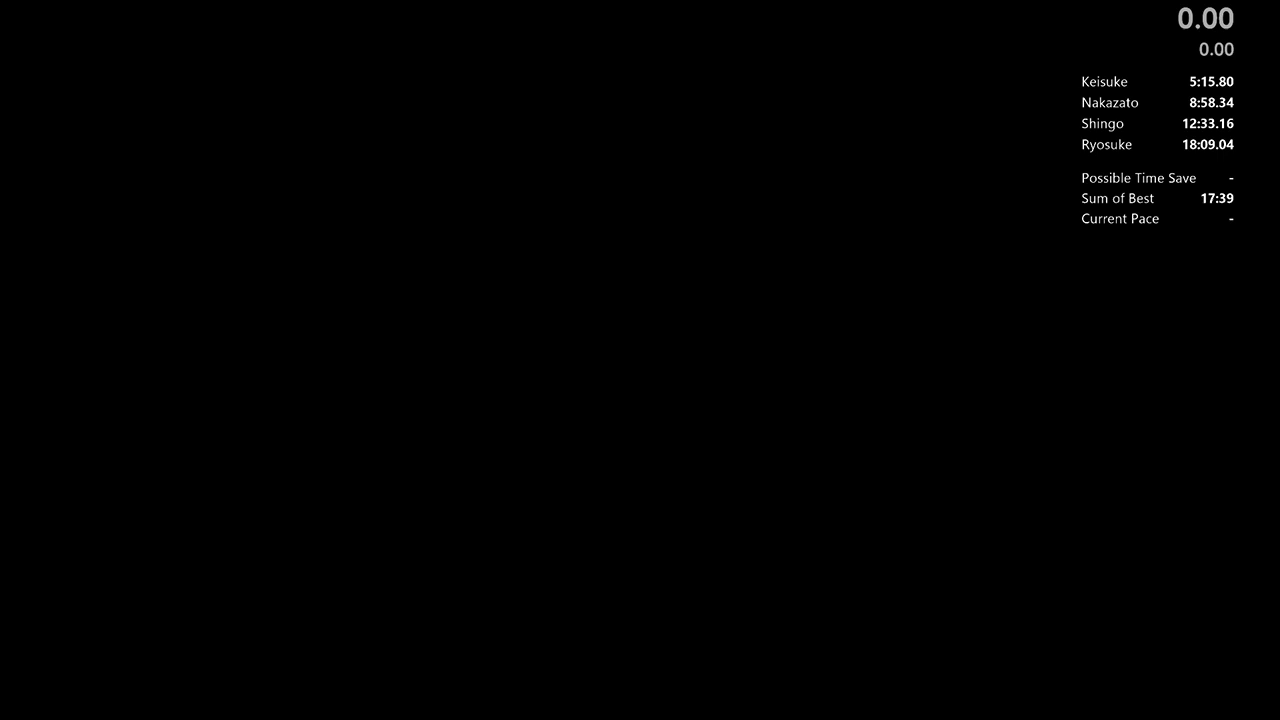 0.00
0.00
Keisuke 5:15.80
Nakazato 8:58.34
Shingo 12:33.16
Ryosuke 18:09.04
Possible Time Save -
Sum of Best 17:39
Current Pace -